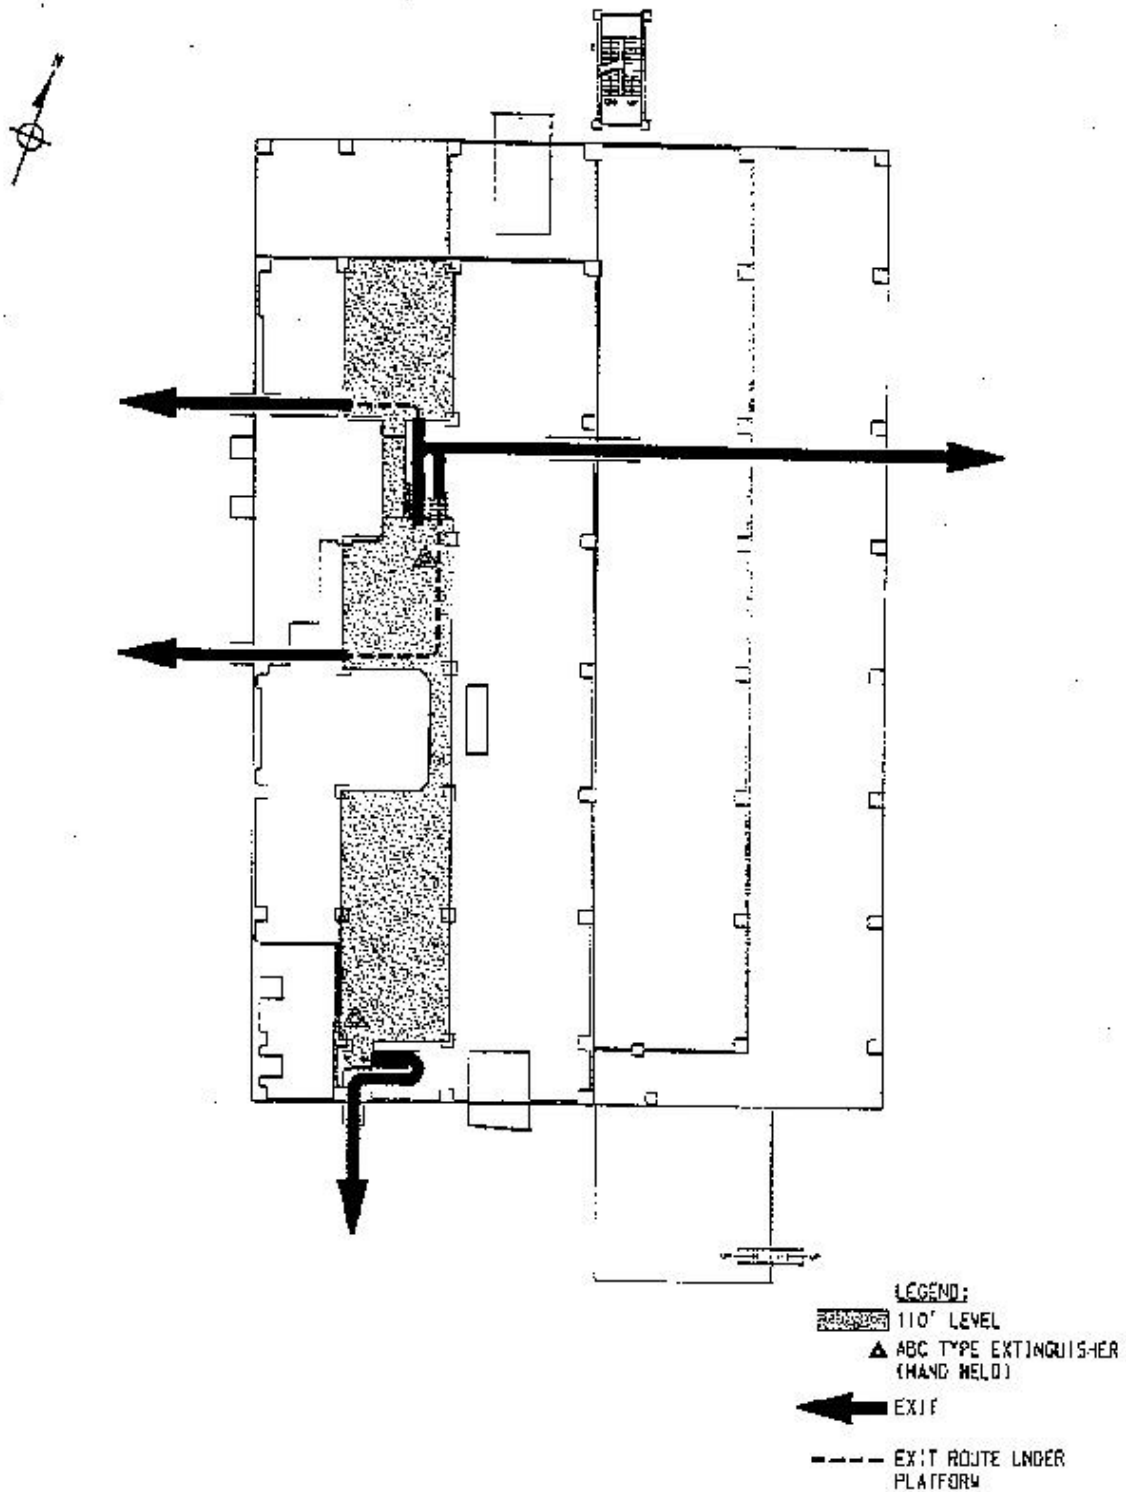 N
LEGEND:
110' LEVEL
ABC TYPE EXTINGUISHER
(HAND HELD)
EXIT
EXIT ROUTE UNDER
PLATFORM